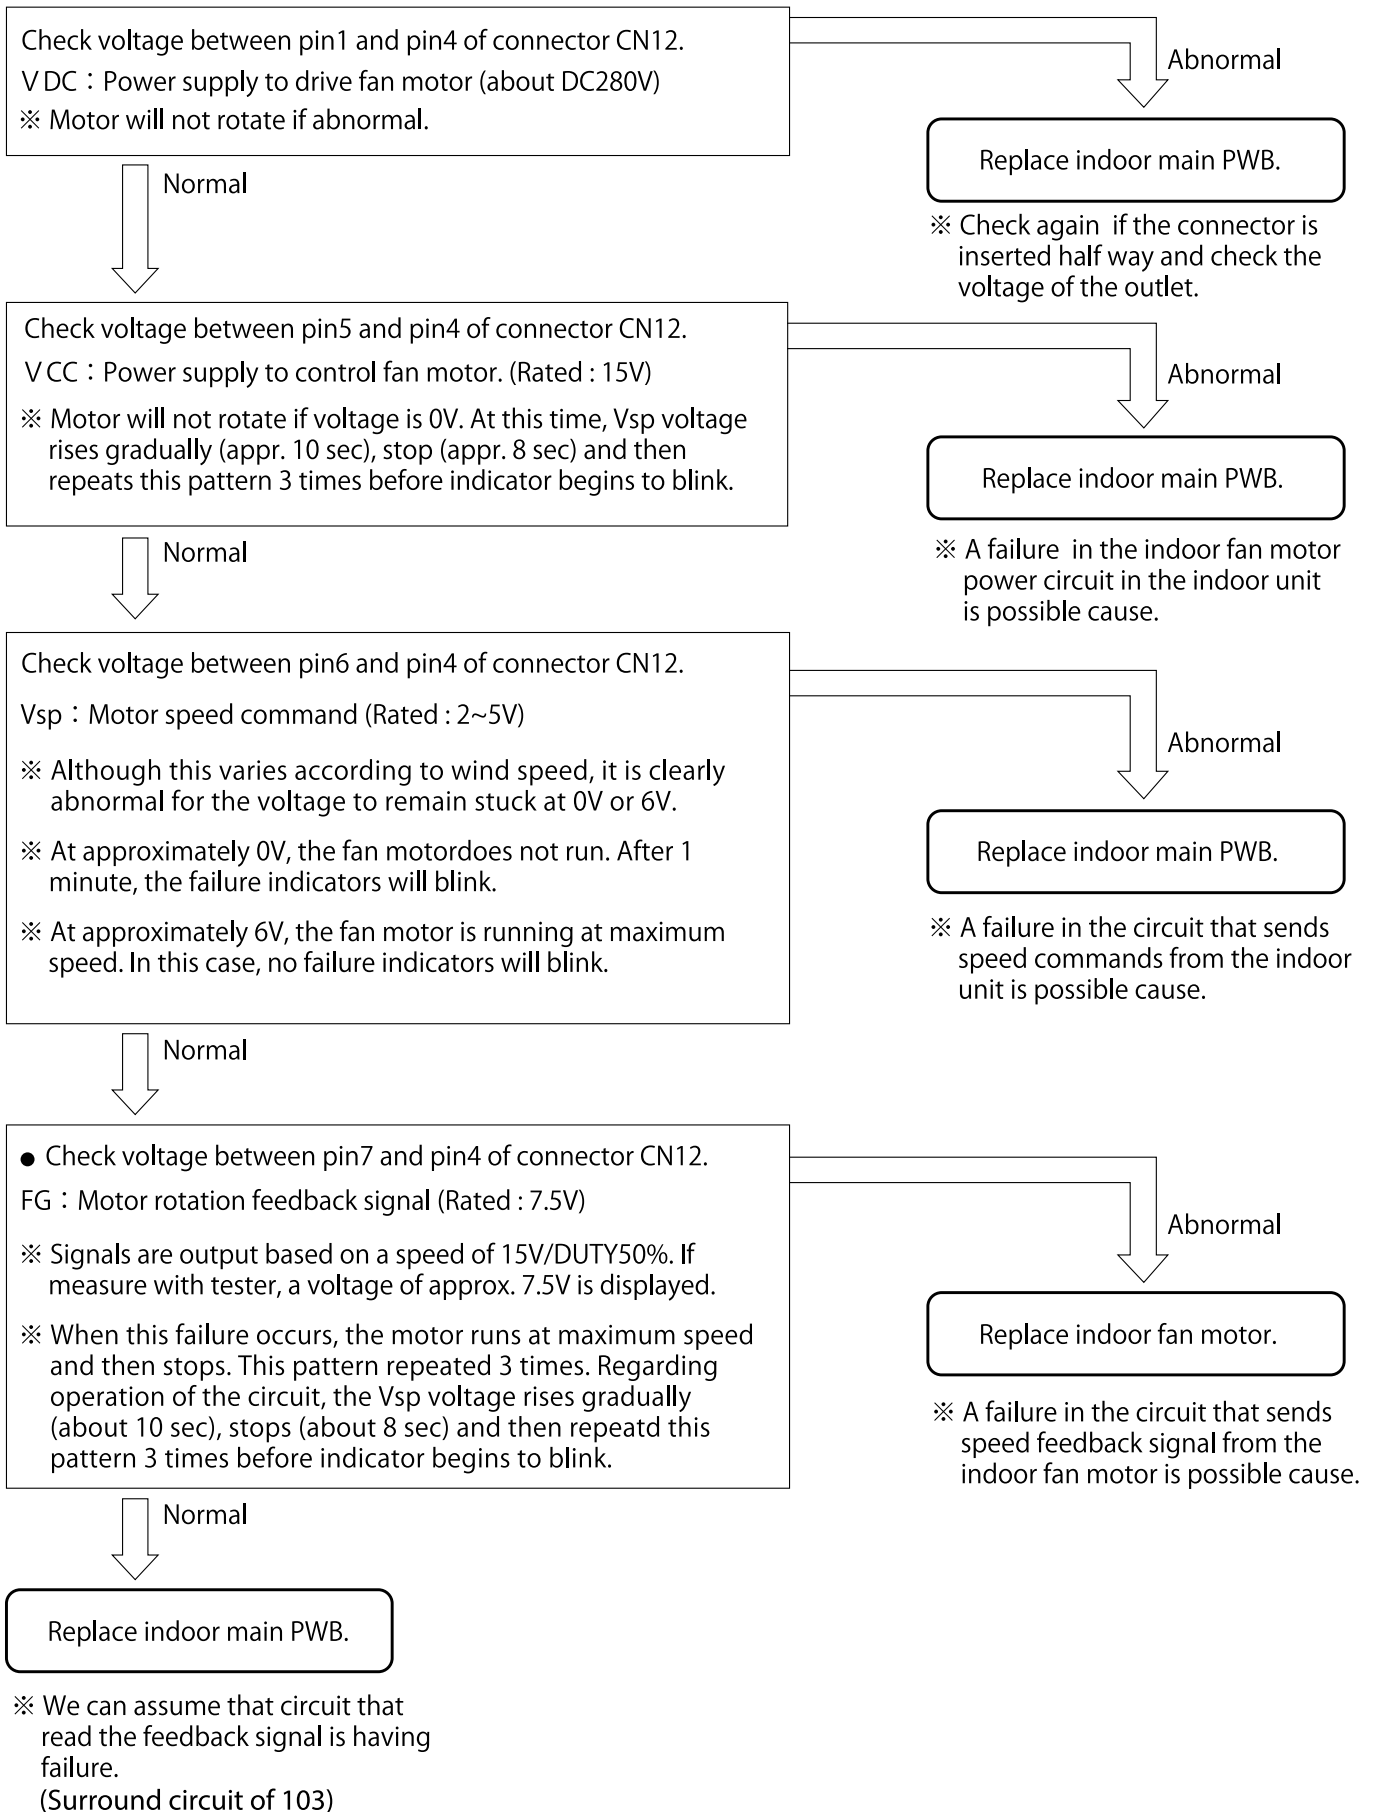 Check voltage between pin1 and pin4 of connector CN12.
VDC : Power supply to drive fan motor (about DC280V)
※ Motor will not rotate if abnormal.
Abnormal
Replace indoor main PWB.
※ Check again if the connector is
inserted half way and check the
voltage of the outlet.
Normal
Check voltage between pin5 and pin4 of connector CN12.
VCC : Power supply to control fan motor. (Rated : 15V)
※ Motor will not rotate if voltage is 0V. At this time, Vsp voltage
rises gradually (appr. 10 sec), stop (appr. 8 sec) and then
repeats this pattern 3 times before indicator begins to blink.
Abnormal
Replace indoor main PWB.
※ A failure in the indoor fan motor
power circuit in the indoor unit
is possible cause.
Normal
Check voltage between pin6 and pin4 of connector CN12.
Vsp : Motor speed command (Rated : 2~5V)
※ Although this varies according to wind speed, it is clearly
abnormal for the voltage to remain stuck at 0V or 6V.
※ At approximately 0V, the fan motordoes not run. After 1
minute, the failure indicators will blink.
※ At approximately 6V, the fan motor is running at maximum
speed. In this case, no failure indicators will blink.
Abnormal
Replace indoor main PWB.
※ A failure in the circuit that sends
speed commands from the indoor
unit is possible cause.
Normal
● Check voltage between pin7 and pin4 of connector CN12.
FG : Motor rotation feedback signal (Rated : 7.5V)
※ Signals are output based on a speed of 15V/DUTY50%. If
measure with tester, a voltage of approx. 7.5V is displayed.
※ When this failure occurs, the motor runs at maximum speed
and then stops. This pattern repeated 3 times. Regarding
operation of the circuit, the Vsp voltage rises gradually
(about 10 sec), stops (about 8 sec) and then repeatd this
pattern 3 times before indicator begins to blink.
Abnormal
Replace indoor fan motor.
※ A failure in the circuit that sends
speed feedback signal from the
indoor fan motor is possible cause.
Normal
Replace indoor main PWB.
※ We can assume that circuit that
read the feedback signal is having
failure.
(Surround circuit of 103)